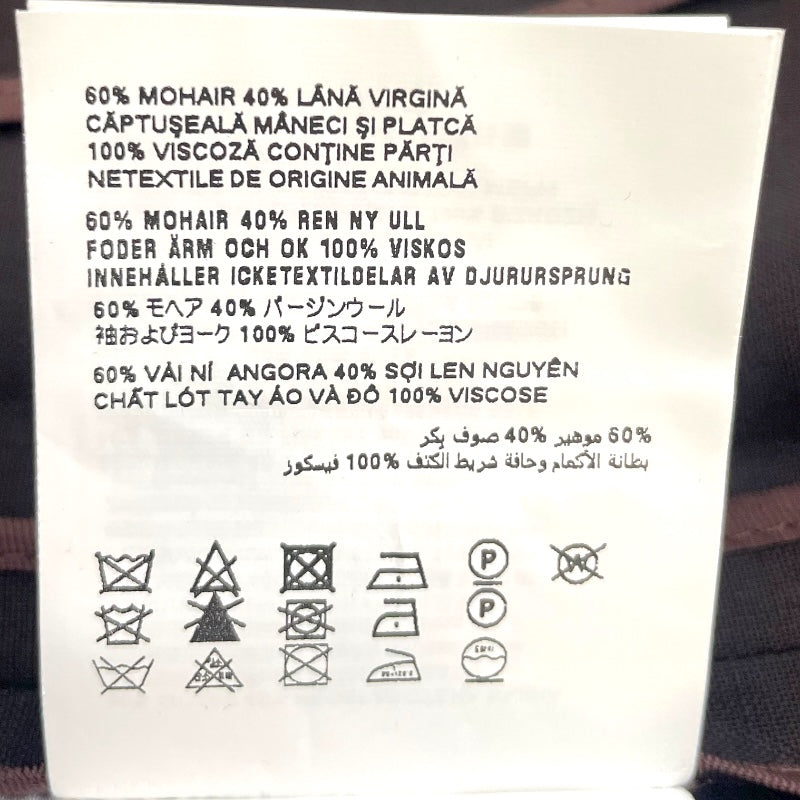 60% MOHAIR 40% LÂNĂ VIRGINĂ
CĂPTUŞEALĂ MÂNECI ŞI PLATCĂ
100% VISCOZĂ CONŢINE PĂRŢI
NETEXTILE DE ORIGINE ANIMALĂ
60% MOHAIR 40% REN NY ULL
FODER ÄRM OCH OK 100% VISKOS
INNEHÅLLER ICKETEXTILDELAR AV DJURURSPRUNG
60% モヘア 40% バージンウール
袖およびヨーク 100% ビスコースレーヨン
60% VẢI NỈ ANGORA 40% SỢI LEN NGUYÊN
CHẤT LÓT TAY ÁO VÀ ĐÔ 100% VISCOSE
60% موهير 40% صوف بكر
بطانة الأكمام وحافة شريط الكتف 100% فيسكوز
P W
P